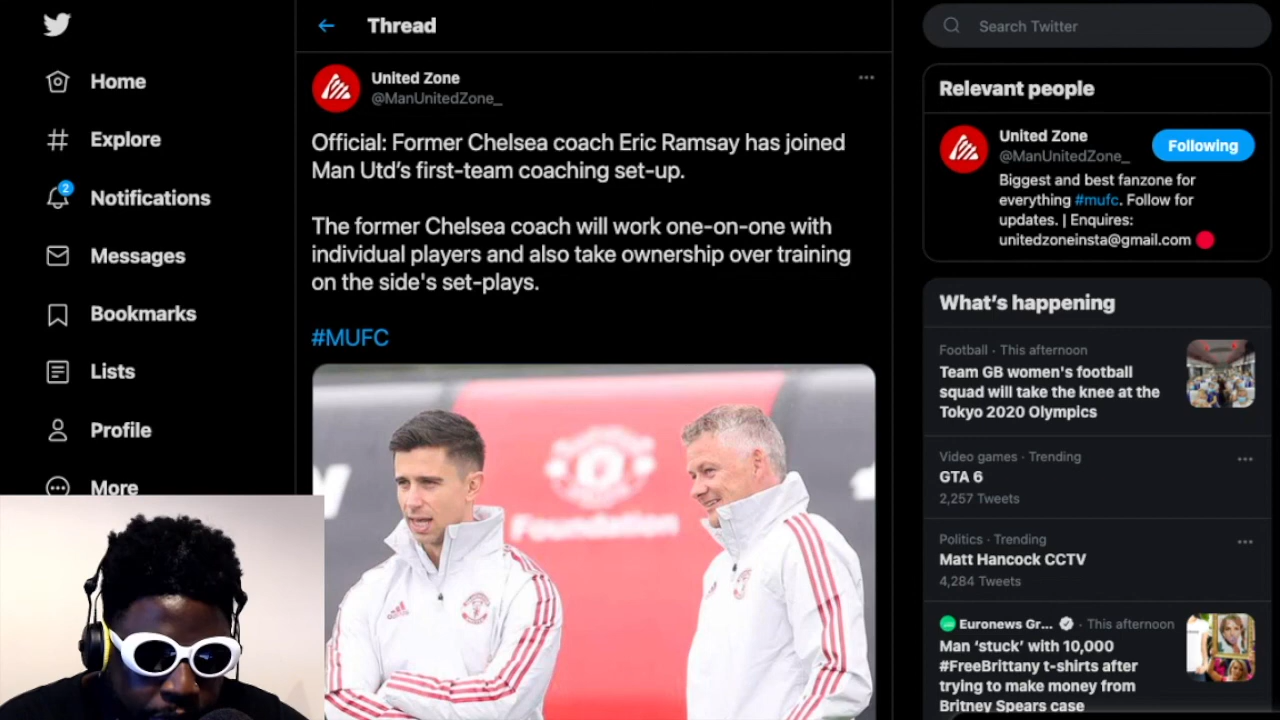 Home
Explore
2
Notifications
Messages
Bookmarks
Lists
Profile
More
Thread
United Zone
@ManUnitedZone_
Official: Former Chelsea coach Eric Ramsay has joined
Man Utd’s first-team coaching set-up.
The former Chelsea coach will work one-on-one with
individual players and also take ownership over training
on the side's set-plays.
#MUFC
Foundation
Search Twitter
Relevant people
United Zone
@ManUnitedZone_
Following
Biggest and best fanzone for
everything #mufc. Follow for
updates. | Enquires:
unitedzoneinsta@gmail.com
What’s happening
Football · This afternoon
Team GB women's football
squad will take the knee at the
Tokyo 2020 Olympics
Video games · Trending
GTA 6
2,257 Tweets
Politics · Trending
Matt Hancock CCTV
4,284 Tweets
Euronews Gr... · This afternoon
Man ‘stuck’ with 10,000
#FreeBrittany t-shirts after
trying to make money from
Britney Spears case